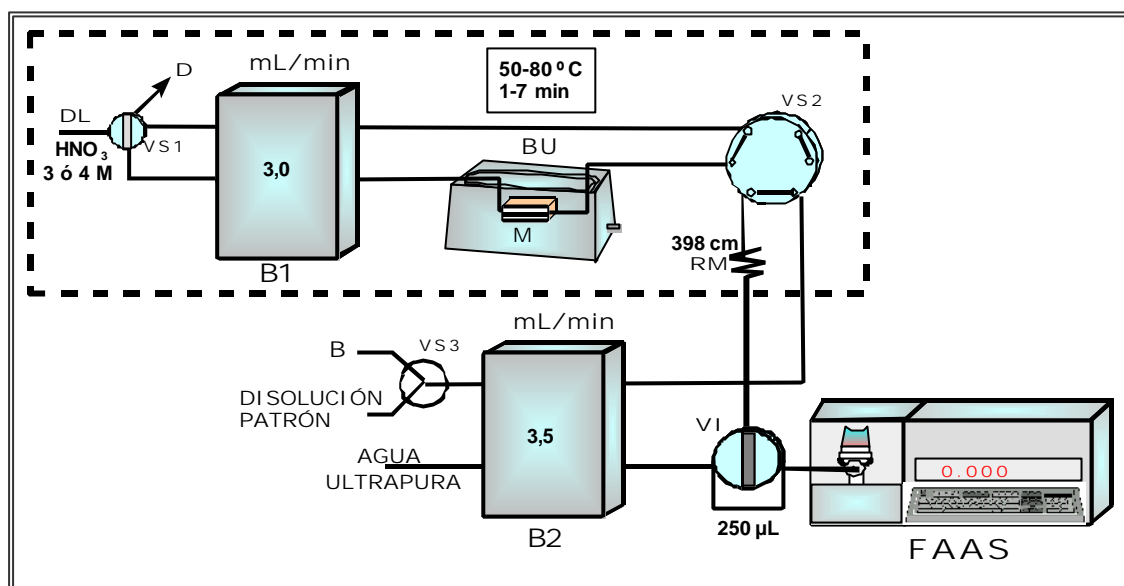 mL/min
50-80 º C
1-7 min
D
VS2
DL
VS1
HNO₃
3 ó 4 M
3,0
BU
M
B1
398 cm
RM
mL/min
B
VS3
DISOLUCIÓN
PATRÓN
3,5
VI
AGUA
ULTRAPURA
0.000
250 µL
B2
FAAS